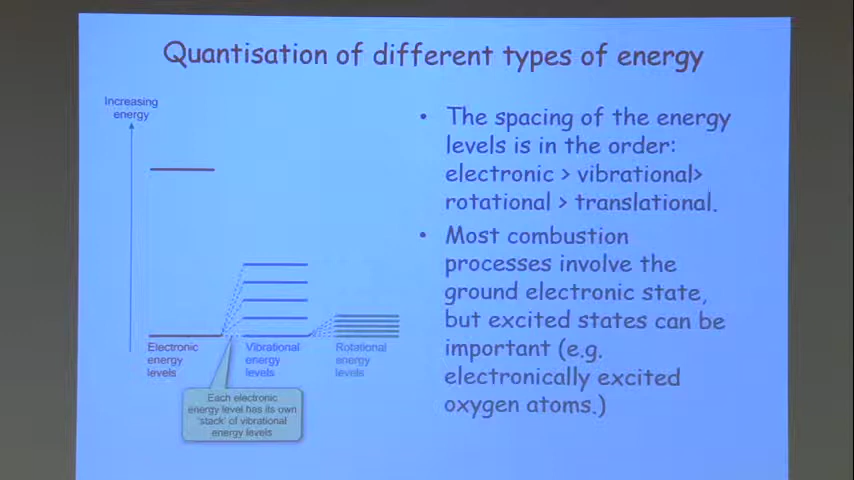 Quantisation of different types of energy
Increasing
energy
• The spacing of the energy
levels is in the order:
electronic > vibrational>
rotational > translational.
• Most combustion
processes involve the
ground electronic state,
but excited states can be
important (e.g.
electronically excited
oxygen atoms.)
Electronic
energy
levels
Vibrational
energy
levels
Rotational
energy
levels
Each electronic
energy level has its own
'stack' of vibrational
energy levels